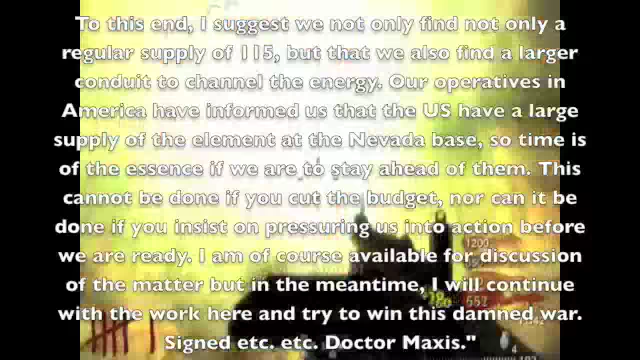 To this end, I suggest we not only find not only a
regular supply of 115, but that we also find a larger
conduit to channel the energy. Our operatives in
America have informed us that the US have a large
supply of the element at the Nevada base, so time is
of the essence if we are to stay ahead of them. This
cannot be done if you cut the budget, nor can it be
done if you insist on pressuring us into action before
we are ready. I am of course available for discussion
of the matter but in the meantime, I will continue
with the work here and try to win this damned war.
Signed etc. etc. Doctor Maxis."
1200